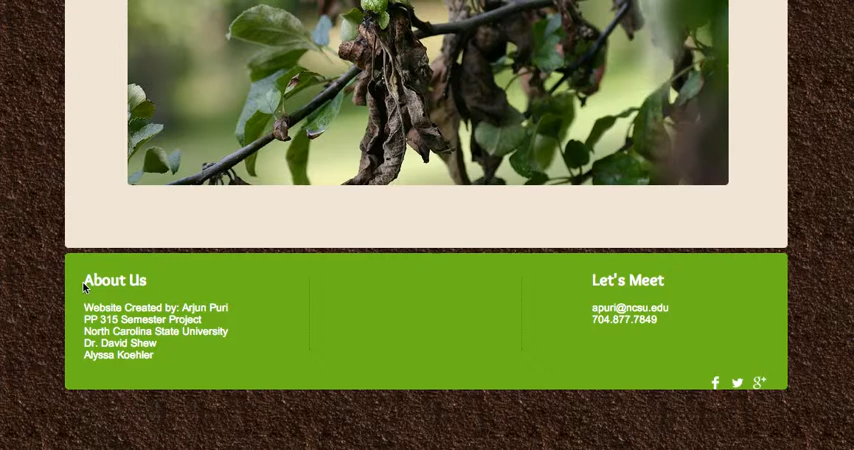 About Us
Website Created by: Arjun Puri
PP 315 Semester Project
North Carolina State University
Dr. David Shew
Alyssa Koehler
Let's Meet
apuri@ncsu.edu
704.877.7849